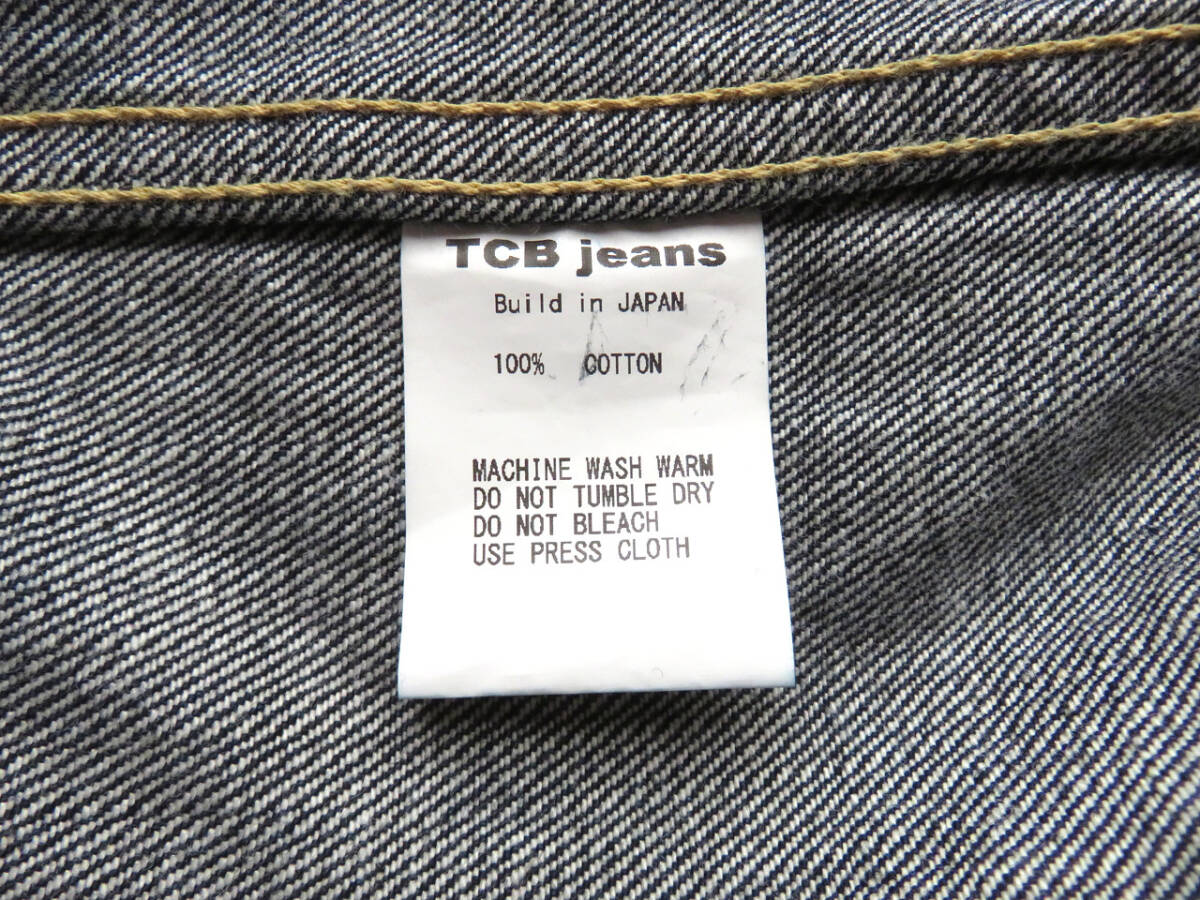 TCB jeans
Build in JAPAN
100% COTTON
MACHINE WASH WARM
DO NOT TUMBLE DRY
DO NOT BLEACH
USE PRESS CLOTH